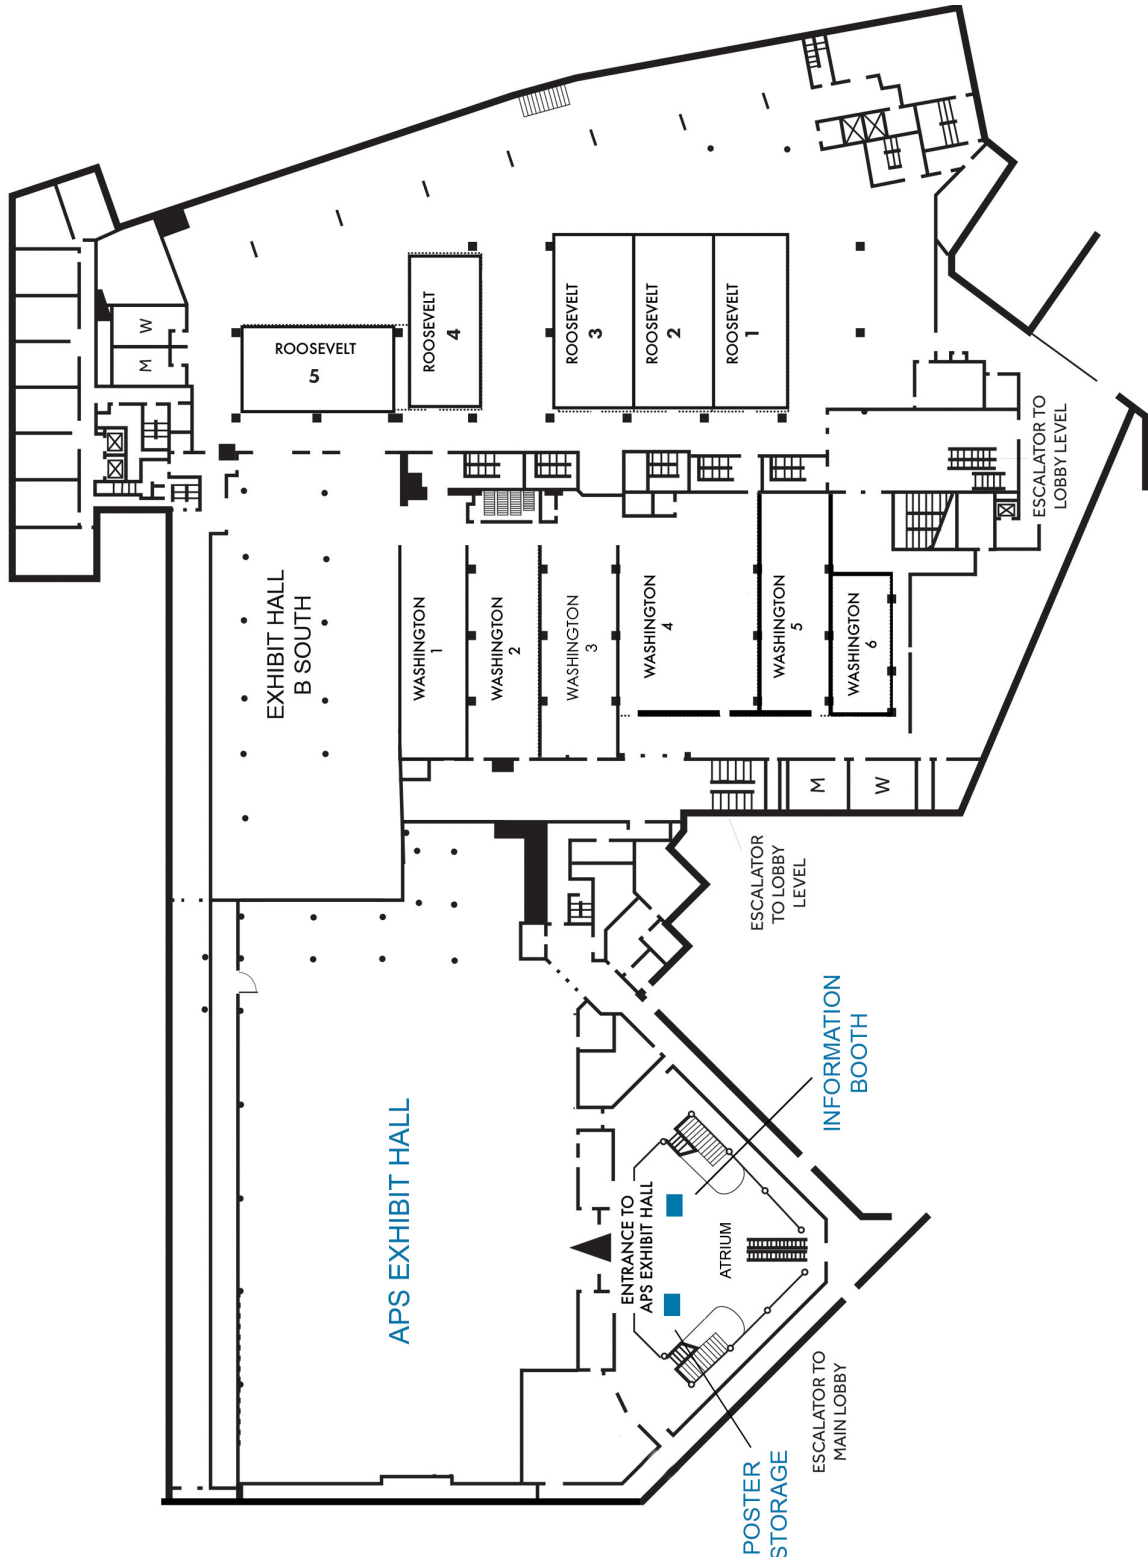 ROOSEVELT
5
ROOSEVELT
4
ROOSEVELT
3
ROOSEVELT
2
ROOSEVELT
1
M
W
ESCALATOR TO
LOBBY LEVEL
EXHIBIT HALL
B SOUTH
WASHINGTON
1
WASHINGTON
2
WASHINGTON
3
WASHINGTON
4
WASHINGTON
5
WASHINGTON
6
M
W
ESCALATOR
TO LOBBY
LEVEL
INFORMATION
BOOTH
APS EXHIBIT HALL
ENTRANCE TO
APS EXHIBIT HALL
ATRIUM
ESCALATOR TO
MAIN LOBBY
POSTER
STORAGE